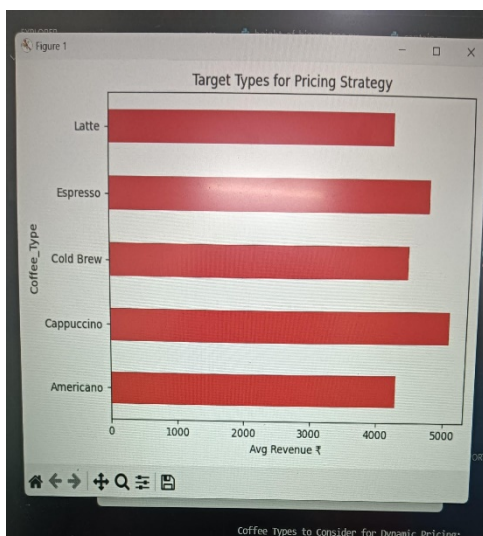 Figure 1
Target Types for Pricing Strategy
Latte
Espresso
Cold Brew
Cappuccino
Americano
Coffee_Type
0 1000 2000 3000 4000 5000
Avg Revenue ₹
Coffee Types to Consider for Dynamic Pricing: